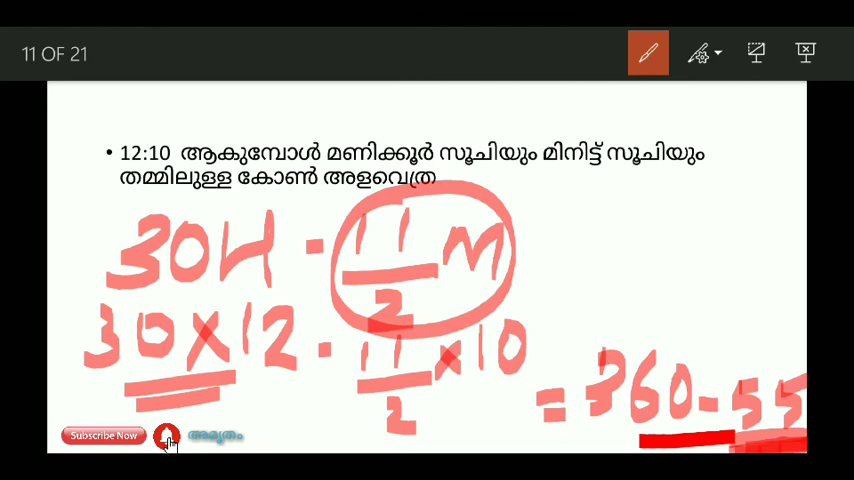 11 OF 21
• 12:10 ആകുമ്പോൾ മണിക്കൂർ സൂചിയും മിനിട്ട് സൂചിയും
തമ്മിലുള്ള കോൺ അളവെത്ര
30H - 11/2 M
30×12 - 11/2 ×10
= 360-55
Subscribe Now
അമൃതം